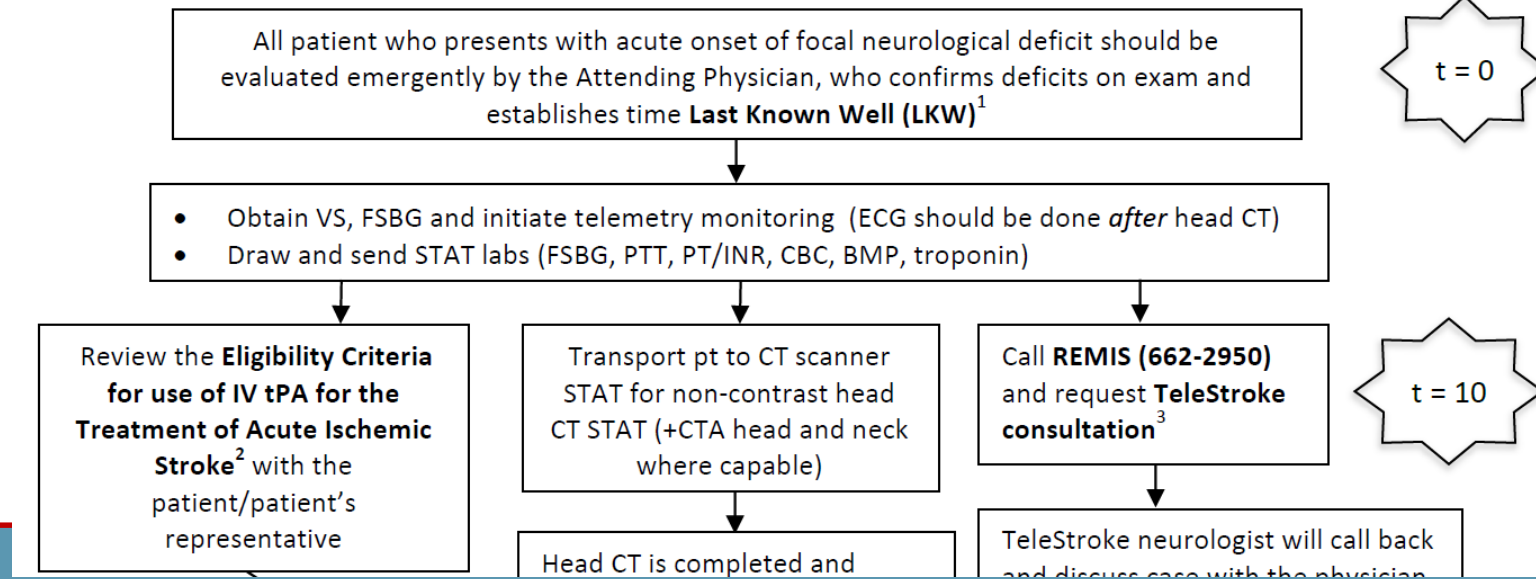 All patient who presents with acute onset of focal neurological deficit should be
evaluated emergently by the Attending Physician, who confirms deficits on exam and
establishes time Last Known Well (LKW)1
t = 0
• Obtain VS, FSBG and initiate telemetry monitoring (ECG should be done after head CT)
• Draw and send STAT labs (FSBG, PTT, PT/INR, CBC, BMP, troponin)
Review the Eligibility Criteria
for use of IV tPA for the
Treatment of Acute Ischemic
Stroke2 with the
patient/patient's
representative
Transport pt to CT scanner
STAT for non-contrast head
CT STAT (+CTA head and neck
where capable)
Call REMIS (662-2950)
and request TeleStroke
consultation3
t = 10
Head CT is completed and
TeleStroke neurologist will call back
and discuss case with the physician